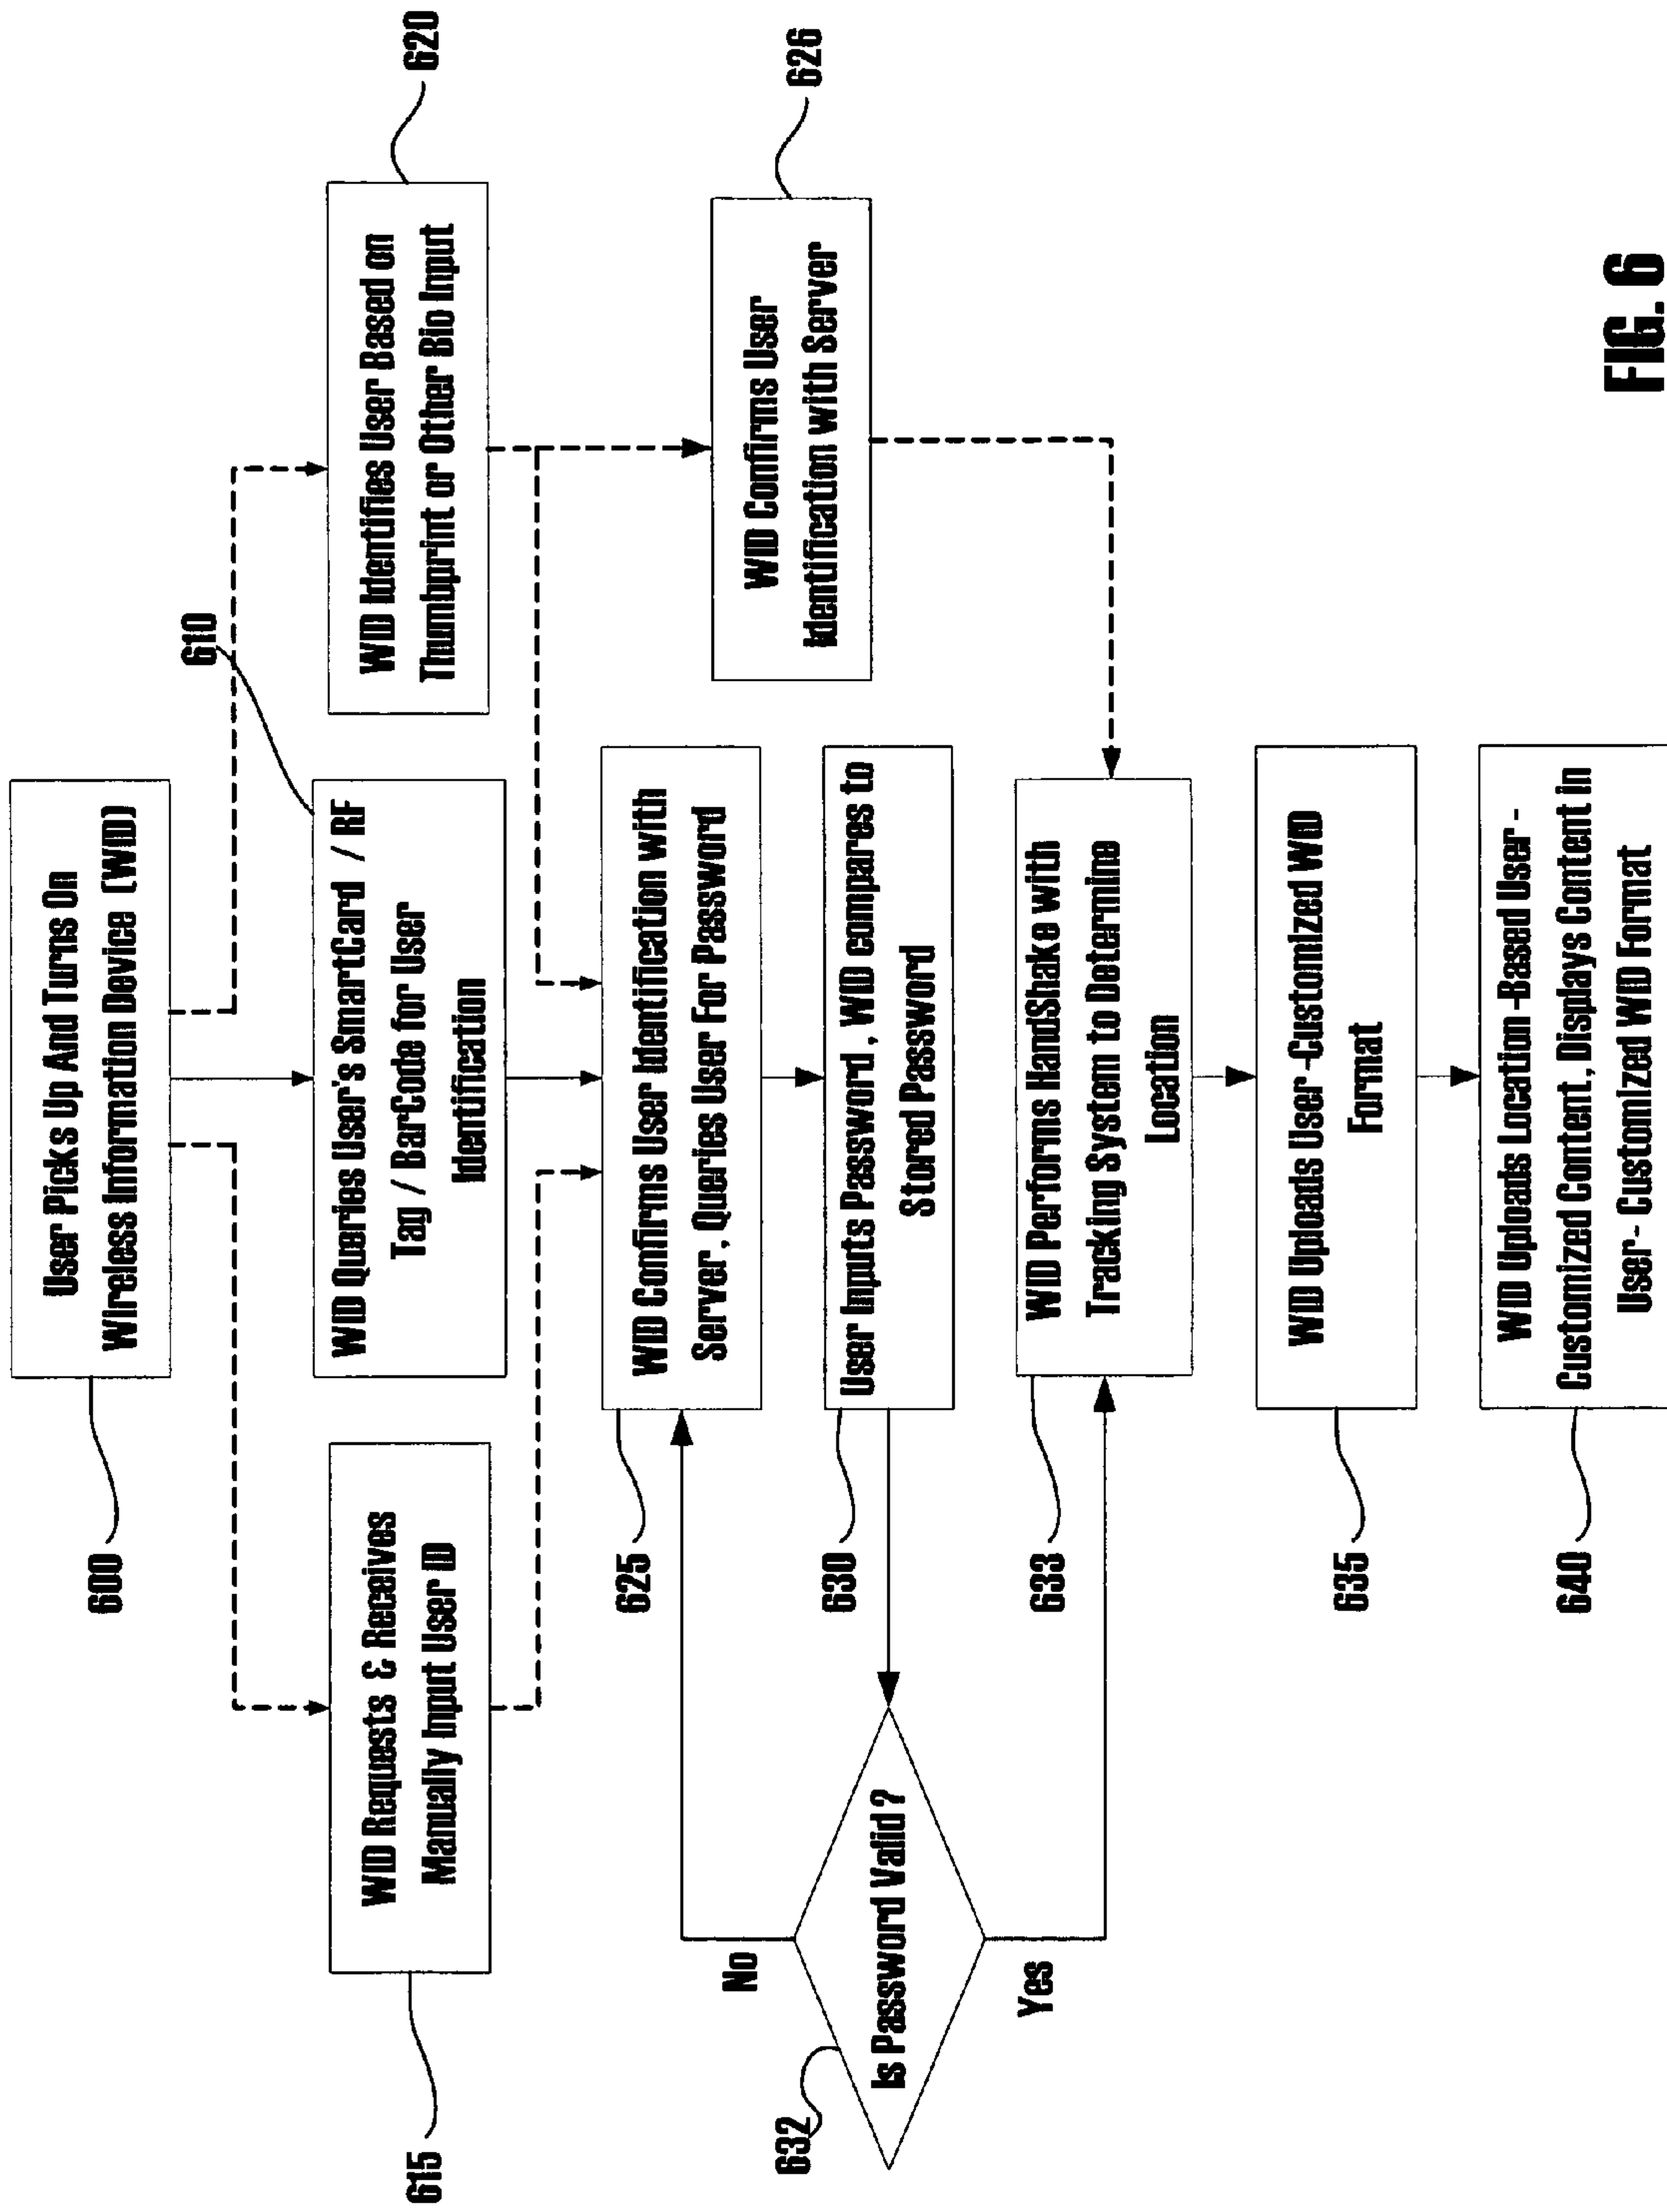 User Picks Up And Turns On
Wireless Information Device (WID)
600
WID Requests & Receives
Manually Input User ID
615
WID Queries User's SmartCard / RF
Tag / BarCode for User
Identification
610
WID Identifies User Based on
Thumbprint or Other Bio Input
620
WID Confirms User Identification with
Server, Queries User For Password
625
WID Confirms User
Identification with Server
626
User Inputs Password, WID compares to
Stored Password
630
Is Password Valid?
632
No
Yes
WID Performs HandShake with
Tracking System to Determine
Location
633
WID Uploads User-Customized WID
Format
635
WID Uploads Location-Based User-
Customized Content, Displays Content in
User- Customized WID Format
640
FIG. 6